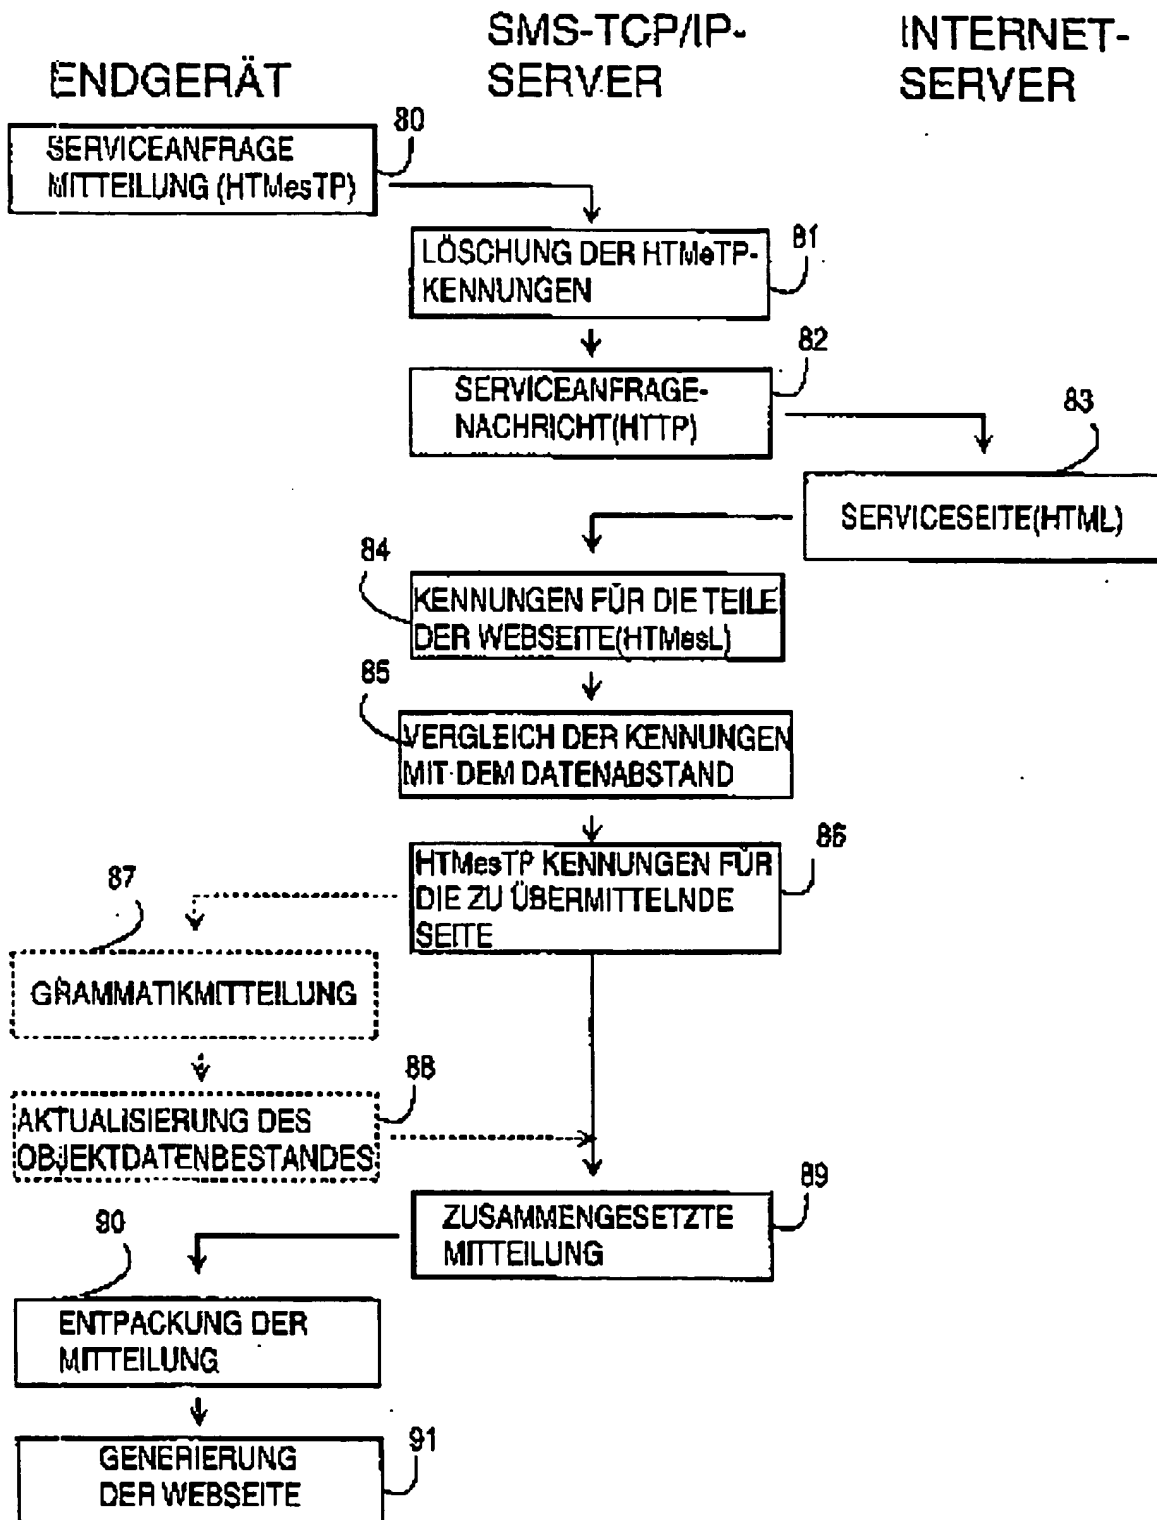 ENDGERÄT
SMS-TCP/IP-
SERVER
INTERNET-
SERVER
80
SERVICEANFRAGE
MITTEILUNG (HTMesTP)
81
LÖSCHUNG DER HTMeTP-
KENNUNGEN
82
SERVICEANFRAGE-
NACHRICHT(HTTP)
83
SERVICESEITE(HTML)
84
KENNUNGEN FÜR DIE TEILE
DER WEBSEITE(HTMesL)
85
VERGLEICH DER KENNUNGEN
MIT DEM DATENABSTAND
86
HTMesTP KENNUNGEN FÜR
DIE ZU ÜBERMITTELNDE
SEITE
87
GRAMMATIKMITTEILUNG
88
AKTUALISIERUNG DES
OBJEKTDATENBESTANDES
89
ZUSAMMENGESETZTE
MITTEILUNG
90
ENTPACKUNG DER
MITTEILUNG
91
GENERIERUNG
DER WEBSEITE